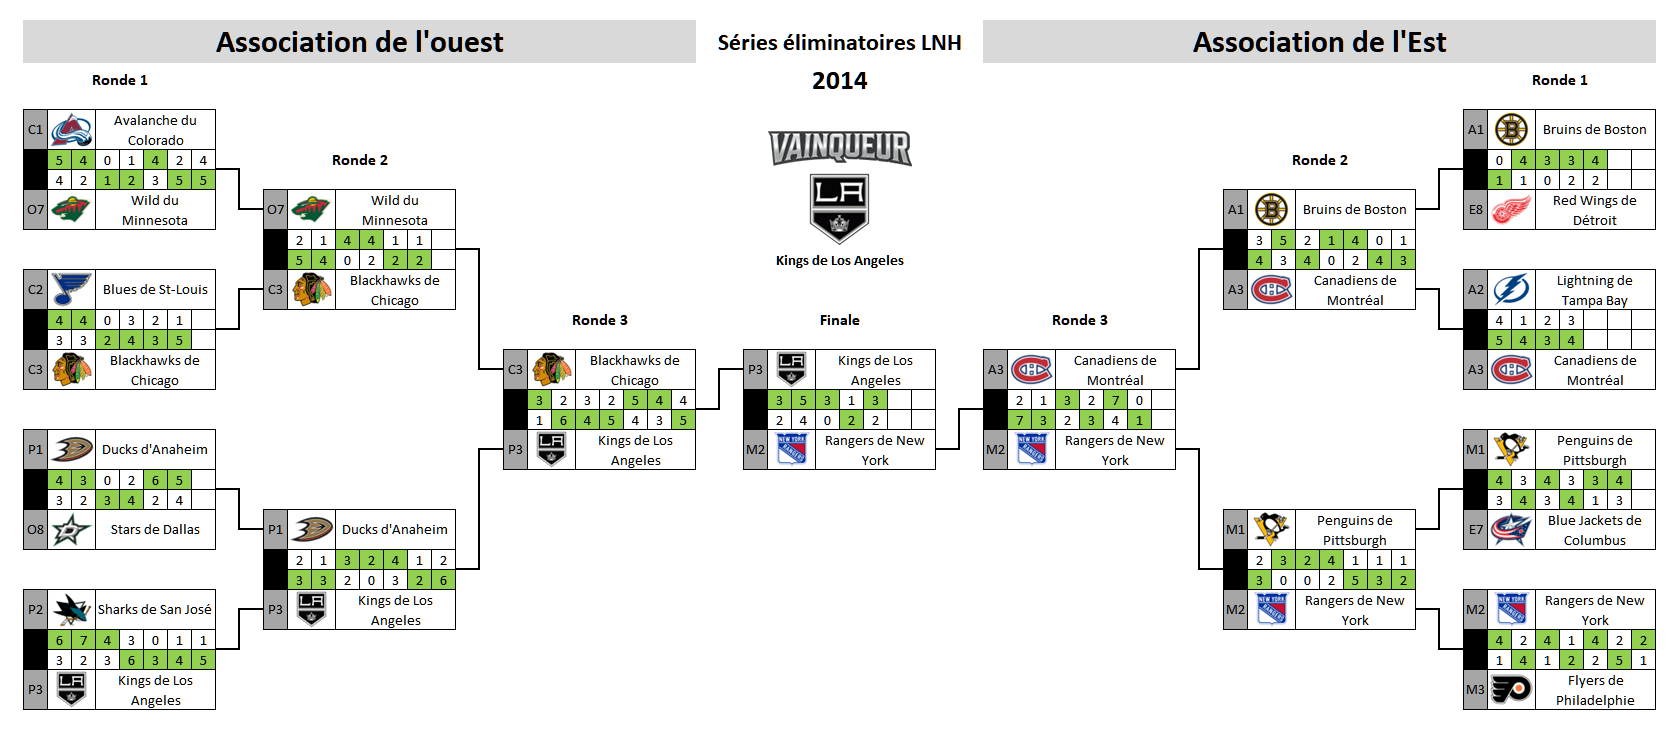 Association de l'ouest
Séries éliminatoires LNH
2014
Association de l'Est
VAINQUEUR
LA
Kings de Los Angeles
Ronde 1
C1 Avalanche du
Colorado
5 4 0 1 4 2 4
4 2 1 2 3 5 5
O7 Wild du
Minnesota
C2 Blues de St-Louis
4 4 0 3 2 1
3 3 2 4 3 5
C3 Blackhawks de
Chicago
P1 Ducks d'Anaheim
4 3 0 2 6 5
3 2 3 4 2 4
O8 Stars de Dallas
P2 Sharks de San José
6 7 4 3 0 1 1
3 2 3 6 3 4 5
P3 LA Kings de Los
Angeles
Ronde 2
O7 Wild du
Minnesota
2 1 4 4 1 1
5 4 0 2 2 2
C3 Blackhawks de
Chicago
P1 Ducks d'Anaheim
2 1 3 2 4 1 2
3 3 2 0 3 2 6
P3 LA Kings de Los
Angeles
Ronde 3
C3 Blackhawks de
Chicago
3 2 3 2 5 4 4
1 6 4 5 4 3 5
P3 LA Kings de Los
Angeles
Finale
P3 LA Kings de Los
Angeles
3 5 3 1 3
2 4 0 2 2
M2 NEW YORK RANGERS Rangers de New
York
Ronde 3
A3 Canadiens de
Montréal
2 1 3 2 7 0
7 3 2 3 4 1
M2 NEW YORK RANGERS Rangers de New
York
Ronde 2
A1 B Bruins de Boston
3 5 2 1 4 0 1
4 3 4 0 2 4 3
A3 Canadiens de
Montréal
M1 Penguins de
Pittsburgh
2 3 2 4 1 1 1
3 0 0 2 5 3 2
M2 NEW YORK RANGERS Rangers de New
York
Ronde 1
A1 B Bruins de Boston
0 4 3 3 4
1 1 0 2 2
E8 Red Wings de
Détroit
A2 Lightning de
Tampa Bay
4 1 2 3
5 4 3 4
A3 Canadiens de
Montréal
M1 Penguins de
Pittsburgh
4 3 4 3 3 4
3 4 3 4 1 3
E7 Blue Jackets de
Columbus
M2 NEW YORK RANGERS Rangers de New
York
4 2 4 1 4 2 2
1 4 1 2 2 5 1
M3 Flyers de
Philadelphie